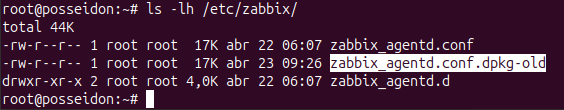 root@posseidon:~# ls -lh /etc/zabbix/
total 44K
-rw-r--r-- 1 root root  17K abr 22 06:07 zabbix_agentd.conf
-rw-r--r-- 1 root root  17K abr 23 09:26 zabbix_agentd.conf.dpkg-old
drwxr-xr-x 2 root root 4,0K abr 22 06:07 zabbix_agentd.d
root@posseidon:~#